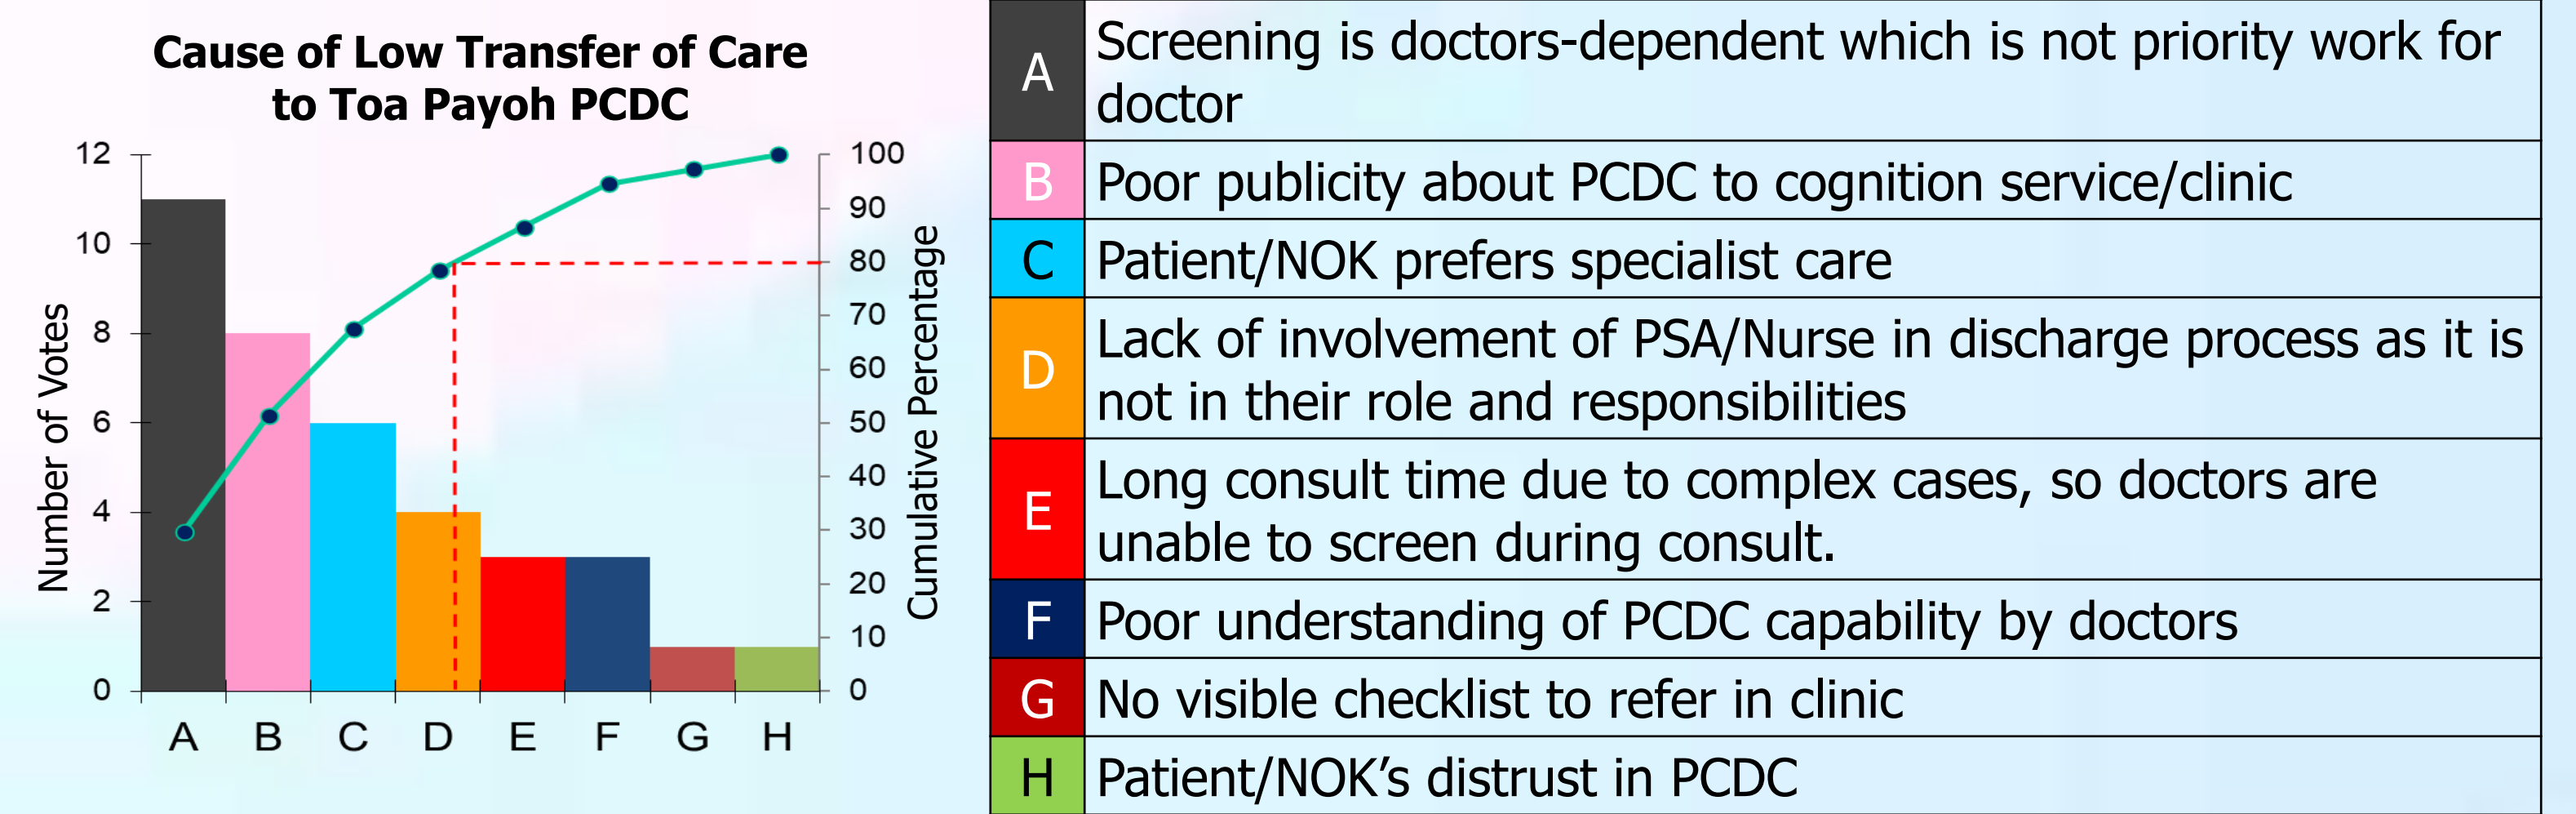 Cause of Low Transfer of Care
to Toa Payoh PCDC
Number of Votes
12
10
8
6
4
2
0
100
90
80
70
60
50
40
30
20
10
0
Cumulative Percentage
A B C D E F G H
A
Screening is doctors-dependent which is not priority work for
doctor
B
Poor publicity about PCDC to cognition service/clinic
C
Patient/NOK prefers specialist care
D
Lack of involvement of PSA/Nurse in discharge process as it is
not in their role and responsibilities
E
Long consult time due to complex cases, so doctors are
unable to screen during consult.
F
Poor understanding of PCDC capability by doctors
G
No visible checklist to refer in clinic
H
Patient/NOK’s distrust in PCDC